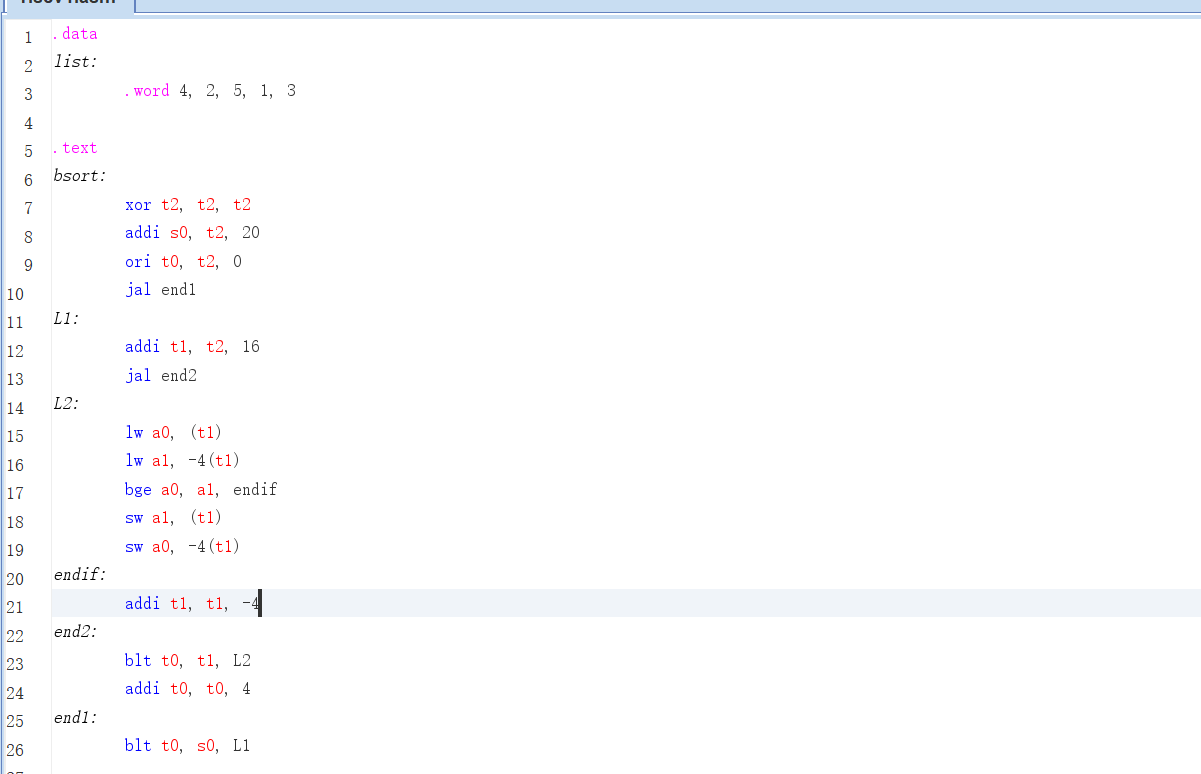 1 .data
2 list:
3 .word 4, 2, 5, 1, 3
4
5 .text
6 bsort:
7 xor t2, t2, t2
8 addi s0, t2, 20
9 ori t0, t2, 0
10 jal end1
11 L1:
12 addi t1, t2, 16
13 jal end2
14 L2:
15 lw a0, (t1)
16 lw a1, -4(t1)
17 bge a0, a1, endif
18 sw a1, (t1)
19 sw a0, -4(t1)
20 endif:
21 addi t1, t1, -4
22 end2:
23 blt t0, t1, L2
24 addi t0, t0, 4
25 end1:
26 blt t0, s0, L1